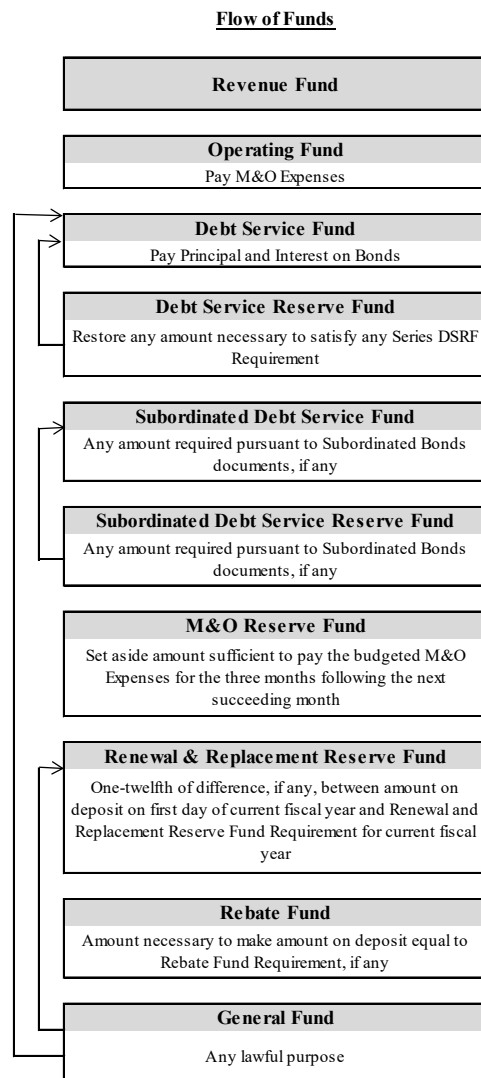 Flow of Funds
Revenue Fund
Operating Fund
Pay M&O Expenses
Debt Service Fund
Pay Principal and Interest on Bonds
Debt Service Reserve Fund
Restore any amount necessary to satisfy any Series DSRF
Requirement
Subordinated Debt Service Fund
Any amount required pursuant to Subordinated Bonds
documents, if any
Subordinated Debt Service Reserve Fund
Any amount required pursuant to Subordinated Bonds
documents, if any
M&O Reserve Fund
Set aside amount sufficient to pay the budgeted M&O
Expenses for the three months following the next
succeeding month
Renewal & Replacement Reserve Fund
One-twelfth of difference, if any, between amount on
deposit on first day of current fiscal year and Renewal and
Replacement Reserve Fund Requirement for current fiscal
year
Rebate Fund
Amount necessary to make amount on deposit equal to
Rebate Fund Requirement, if any
General Fund
Any lawful purpose